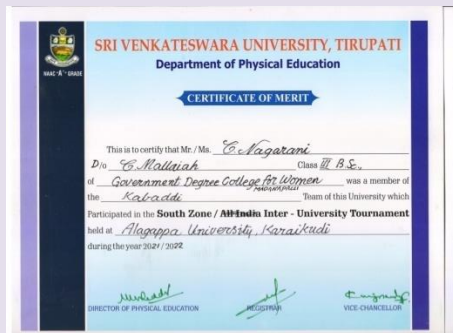 SRI VENKATESWARA UNIVERSITY, TIRUPATI
Department of Physical Education
NAAC -'A+'- GRADE
CERTIFICATE OF MERIT
This is to certify that Mr. / Ms. C. Nagarani
D/o C. Mallaiah Class III B.Sc.,
of Government Degree College for Women was a member of
MADANAPALLI
the Kabaddi Team of this University which
Participated in the South Zone / All India Inter - University Tournament
held at Alagappa University, Karaikudi
during the year 2021 / 2022
DIRECTOR OF PHYSICAL EDUCATION REGISTRAR VICE-CHANCELLOR